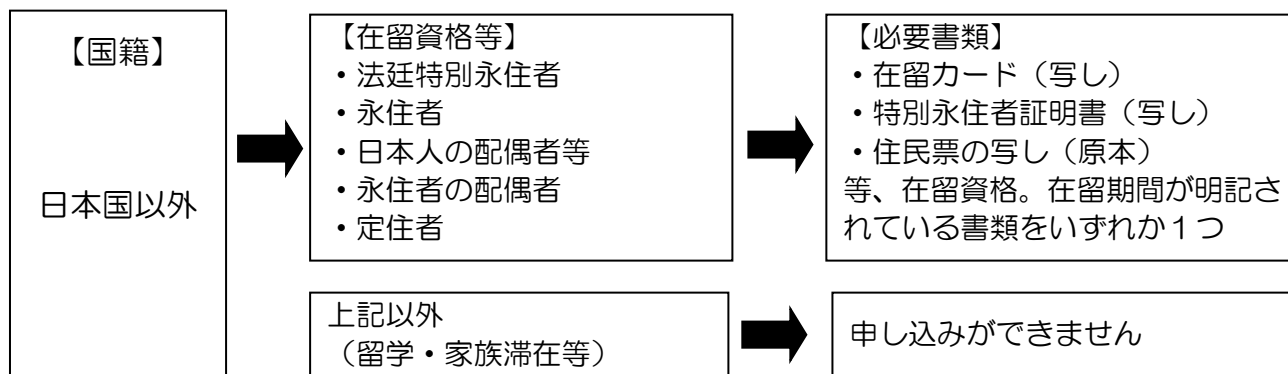 【国籍】
日本国以外
【在留資格等】
・法廷特別永住者
・永住者
・日本人の配偶者等
・永住者の配偶者
・定住者
【必要書類】
・在留カード（写し）
・特別永住者証明書（写し）
・住民票の写し（原本）
等、在留資格。在留期間が明記さ
れている書類をいずれか１つ
上記以外
（留学・家族滞在等）
申し込みができません